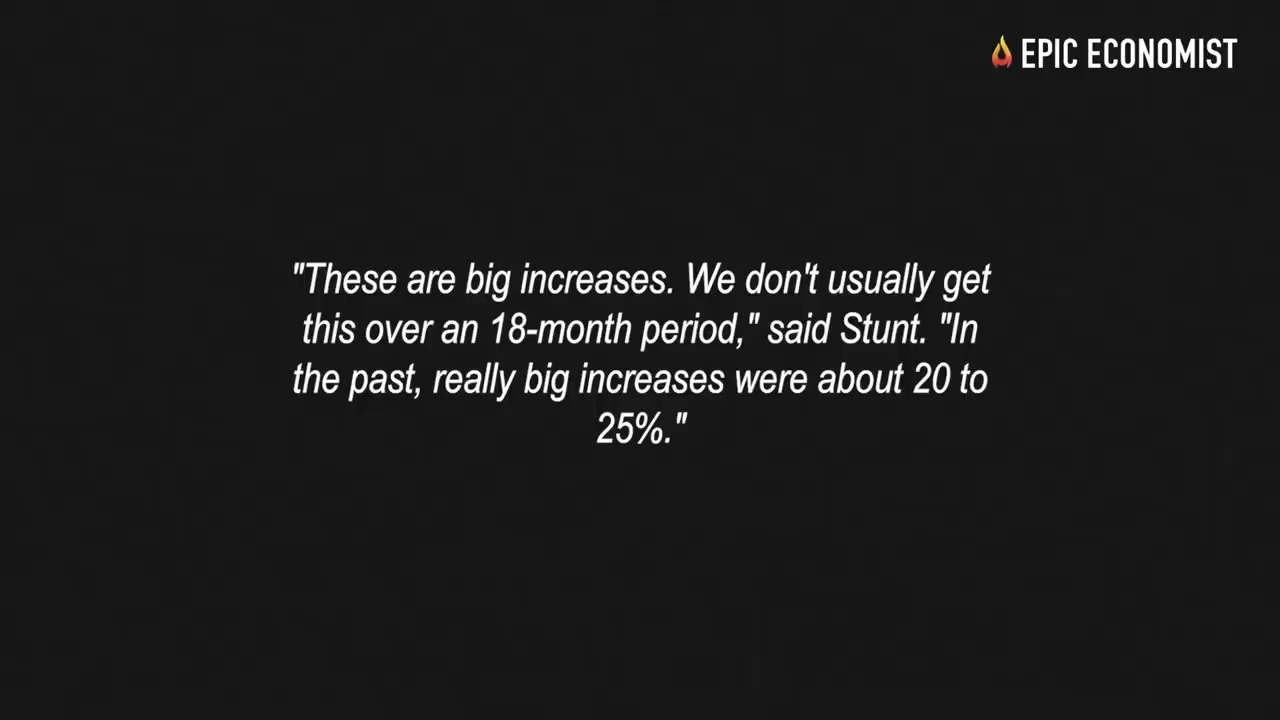 EPIC ECONOMIST
"These are big increases. We don't usually get
this over an 18-month period," said Stunt. "In
the past, really big increases were about 20 to
25%."